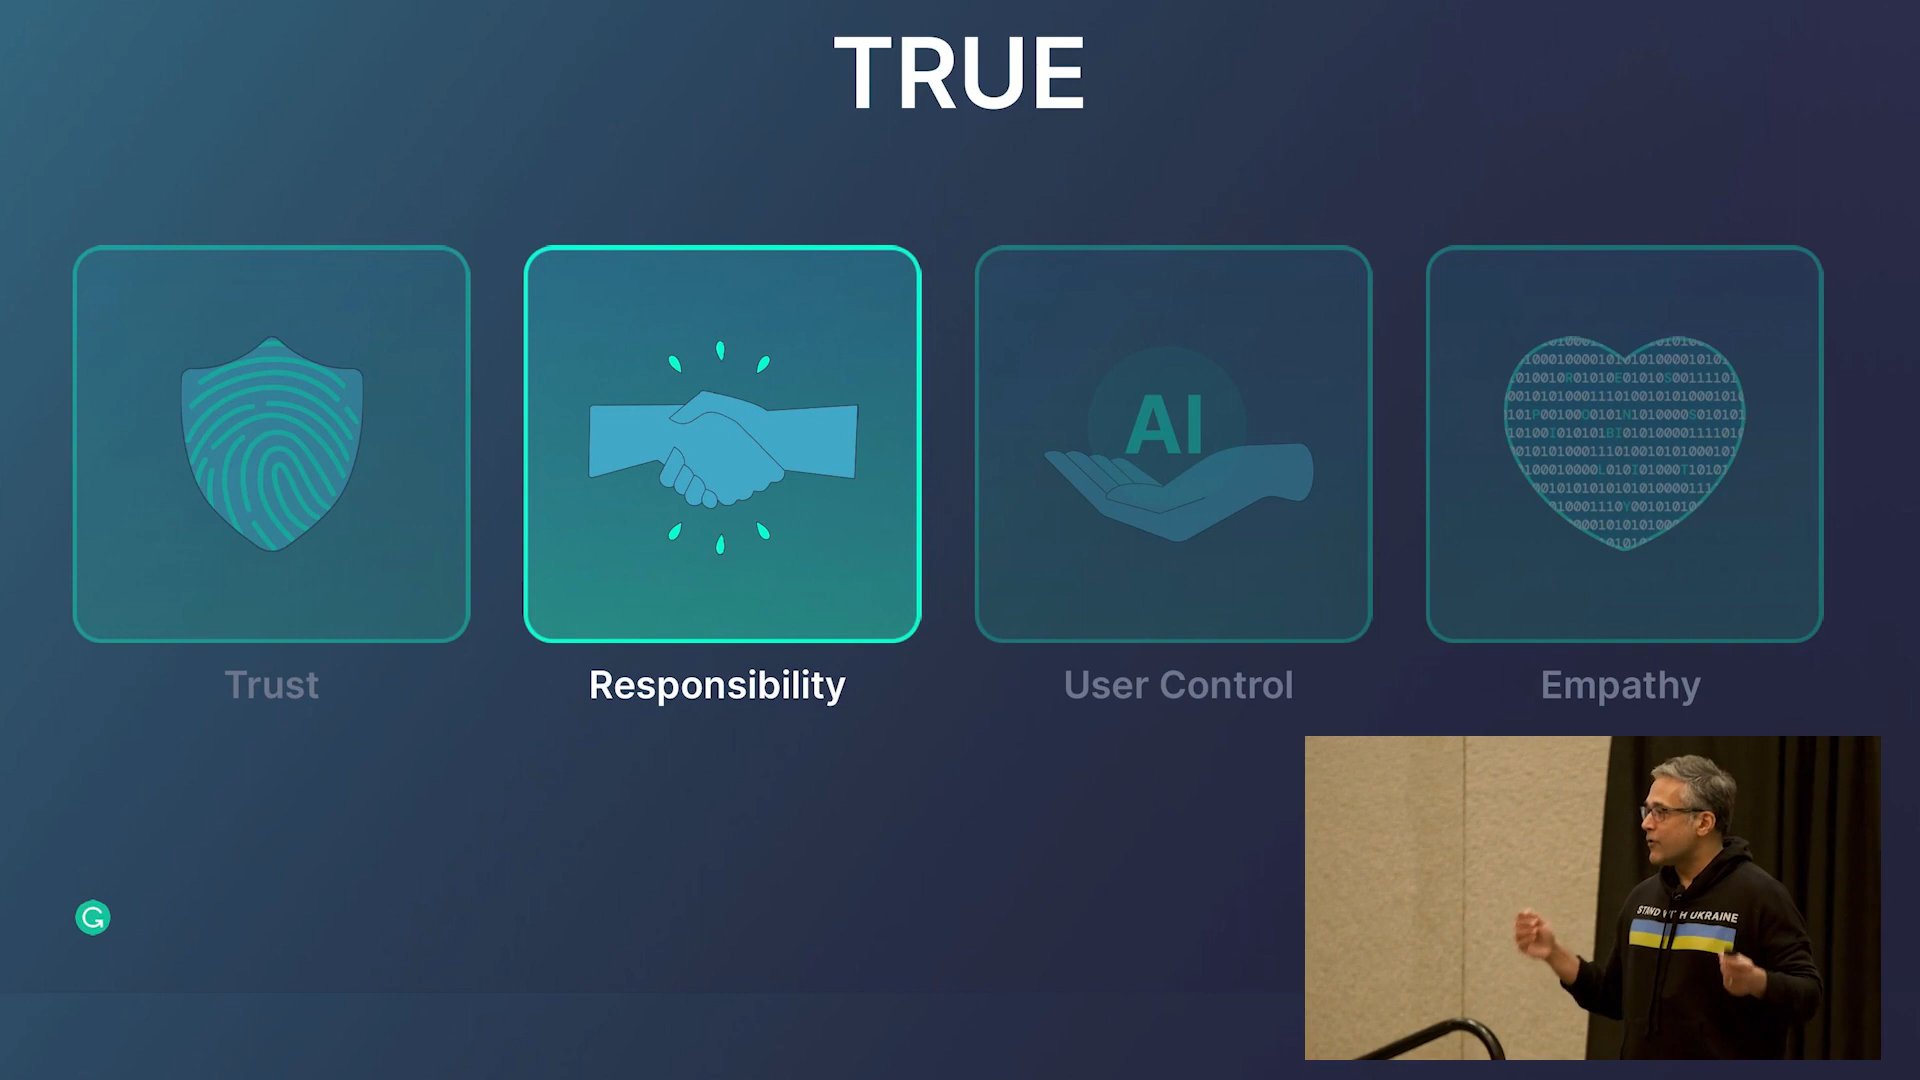 TRUE
AI
Trust
Responsibility
User Control
Empathy
STAND WITH UKRAINE